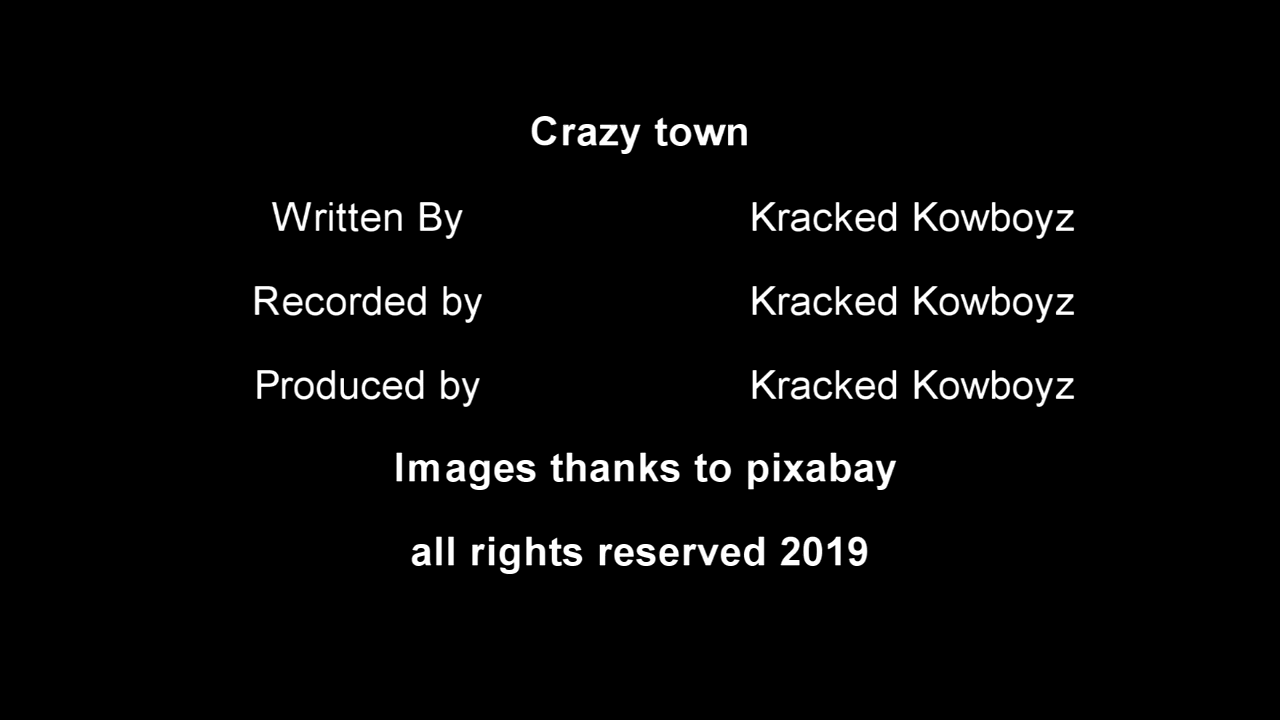 Crazy town
Written By Kracked Kowboyz
Recorded by Kracked Kowboyz
Produced by Kracked Kowboyz
Images thanks to pixabay
all rights reserved 2019